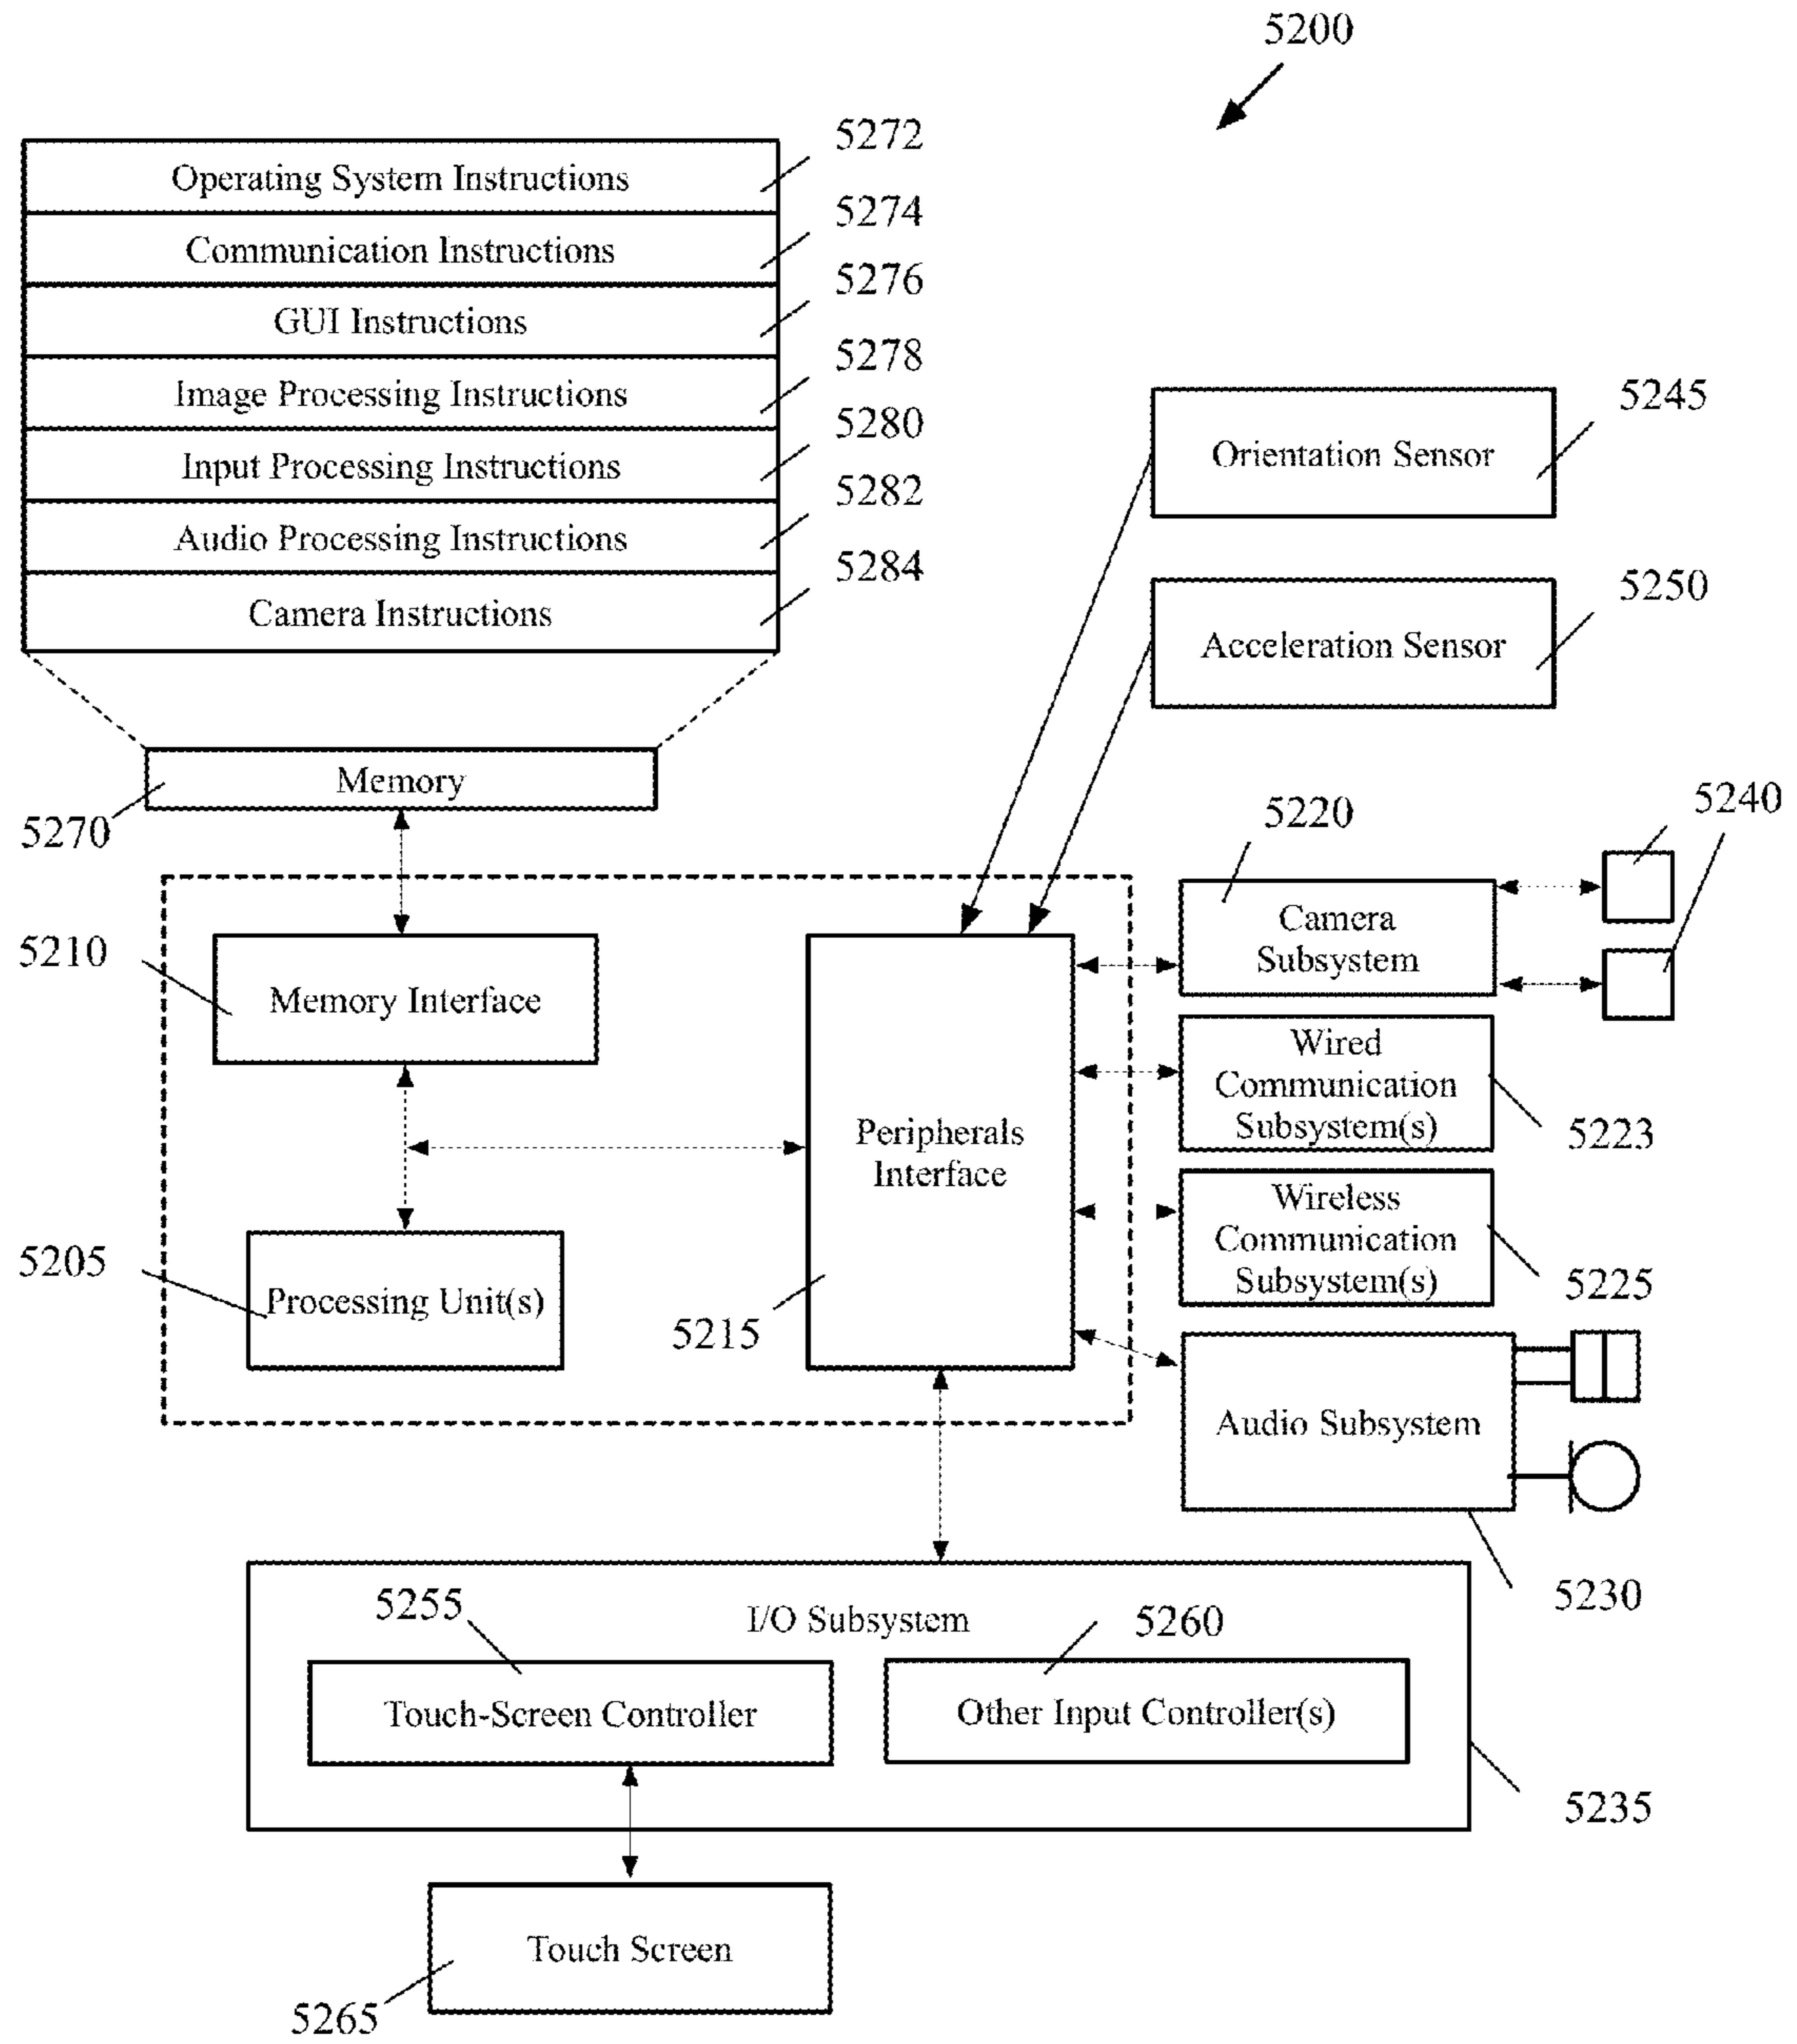 5200
5272
Operating System Instructions
5274
Communication Instructions
5276
GUI Instructions
5278
Image Processing Instructions
5280
Input Processing Instructions
5282
Audio Processing Instructions
5284
Camera Instructions
5245
Orientation Sensor
5250
Acceleration Sensor
Memory
5270
5220
5240
Camera
Subsystem
5210
Memory Interface
Wired
Communication
Subsystem(s)
5223
Peripherals
Interface
Wireless
Communication
Subsystem(s)
5225
5205
Processing Unit(s)
5215
Audio Subsystem
5230
5255
I/O Subsystem
5260
Touch-Screen Controller
Other Input Controller(s)
5235
Touch Screen
5265